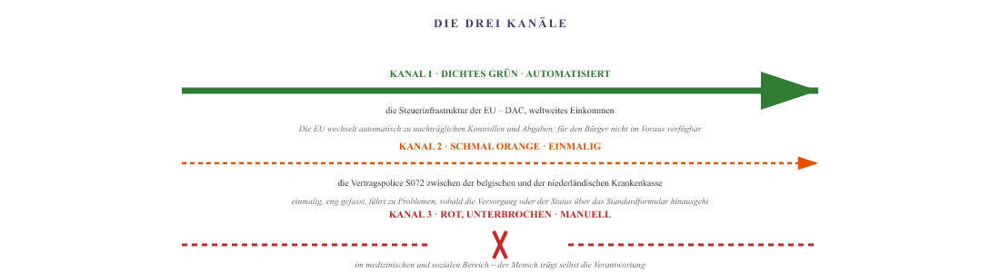 DIE DREI KANÄLE
KANAL 1 · DICHTES GRÜN · AUTOMATISIERT
die Steuerinfrastruktur der EU – DAC, weltweites Einkommen
Die EU wechselt automatisch zu nachträglichen Kontrollen und Abgaben; für den Bürger nicht im Voraus verfügbar
KANAL 2 · SCHMAL ORANGE · EINMALIG
die Vertragspolice S072 zwischen der belgischen und der niederländischen Krankenkasse
einmalig, eng gefasst, führt zu Problemen, sobald die Versorgung oder der Status über das Standardformular hinausgeht
KANAL 3 · ROT, UNTERBROCHEN · MANUELL
im medizinischen und sozialen Bereich – der Mensch trägt selbst die Verantwortung